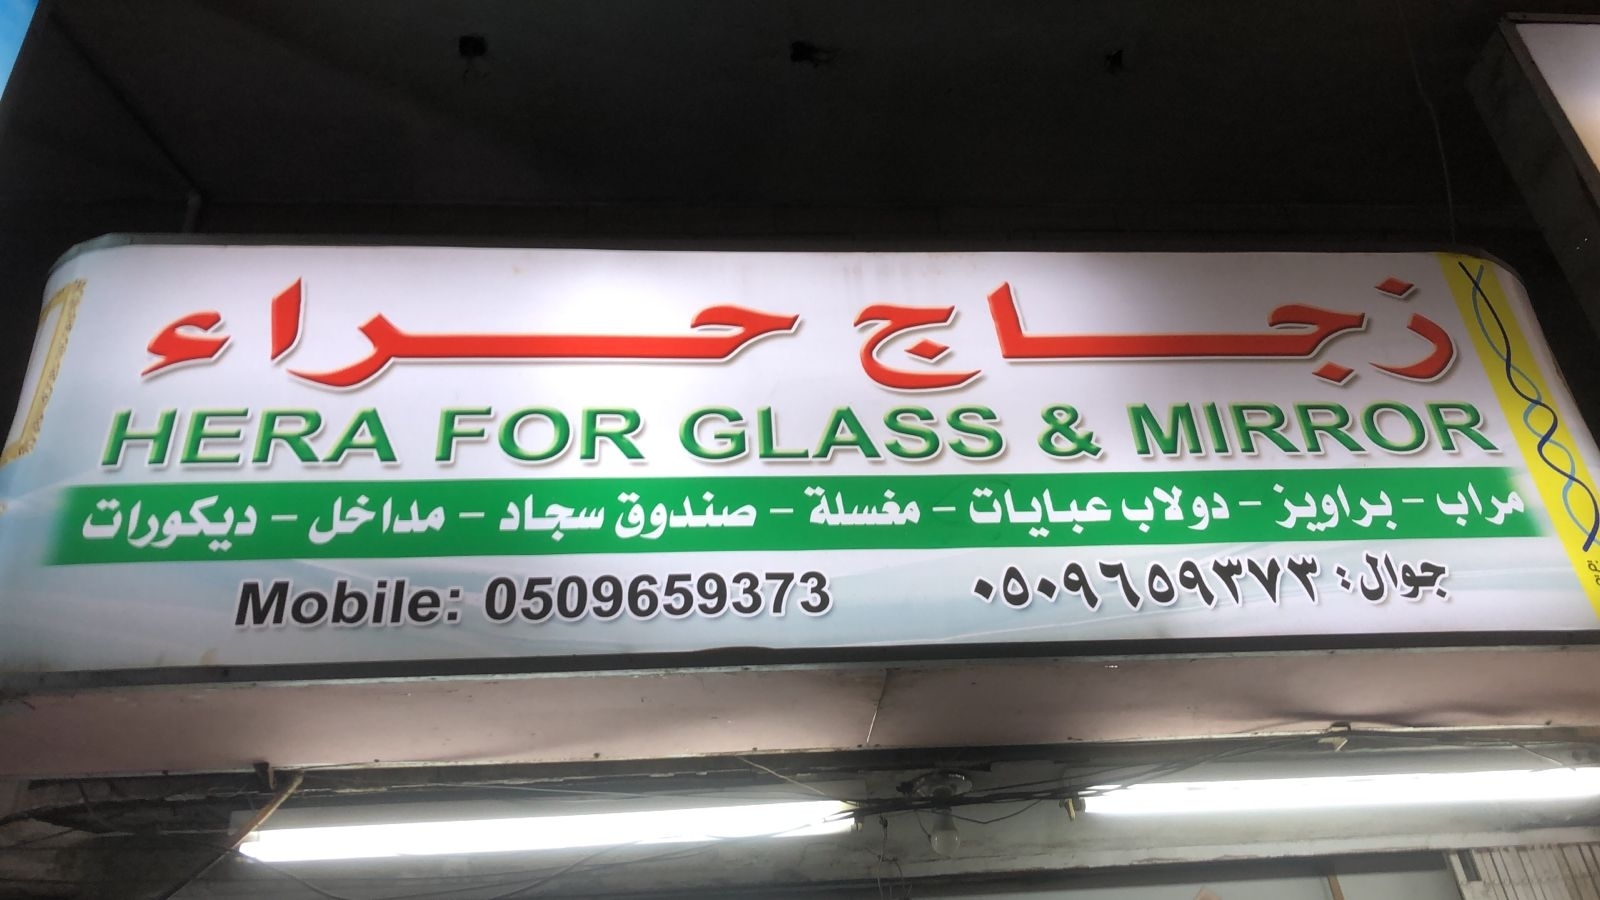 زجاج حراء
HERA FOR GLASS & MIRROR
مراب - براويز - دولاب عبايات - مغسلة - صندوق سجاد - مداخل - ديكورات
جوال: ٠٥٠٩٦٥٩٣٧٣
Mobile: 0509659373